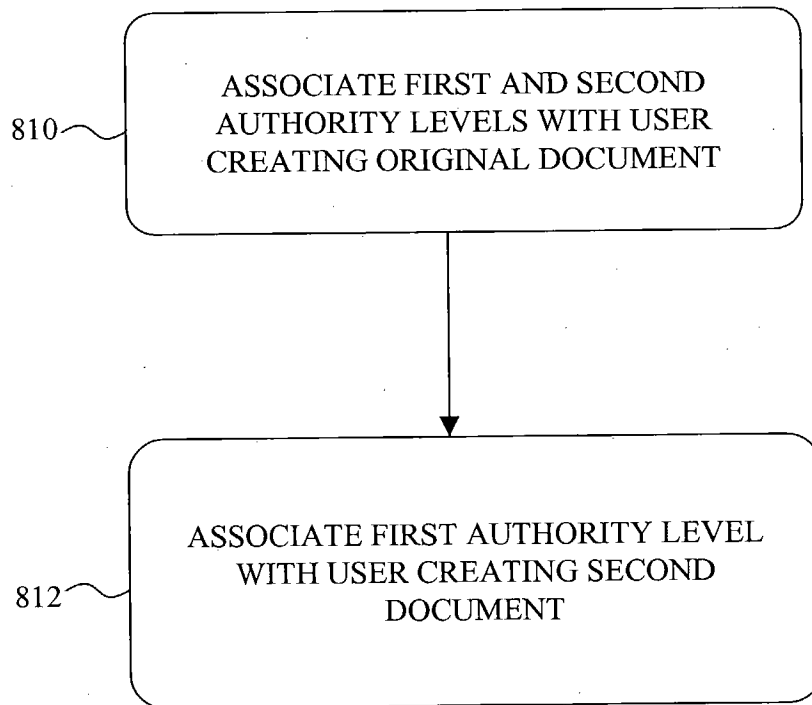 810
ASSOCIATE FIRST AND SECOND
AUTHORITY LEVELS WITH USER
CREATING ORIGINAL DOCUMENT
812
ASSOCIATE FIRST AUTHORITY LEVEL
WITH USER CREATING SECOND
DOCUMENT